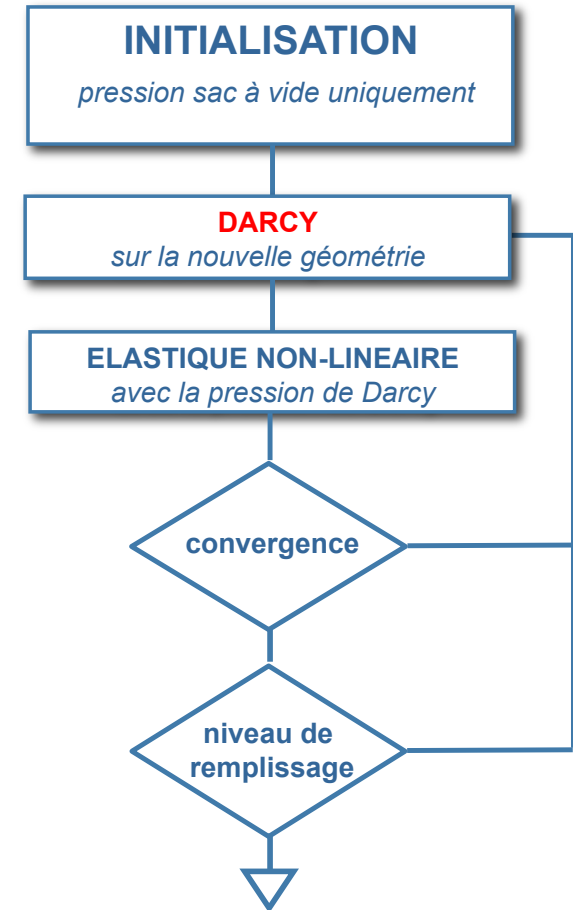 INITIALISATION
pression sac à vide uniquement
DARCY
sur la nouvelle géométrie
ELASTIQUE NON-LINEAIRE
avec la pression de Darcy
convergence
niveau de
remplissage